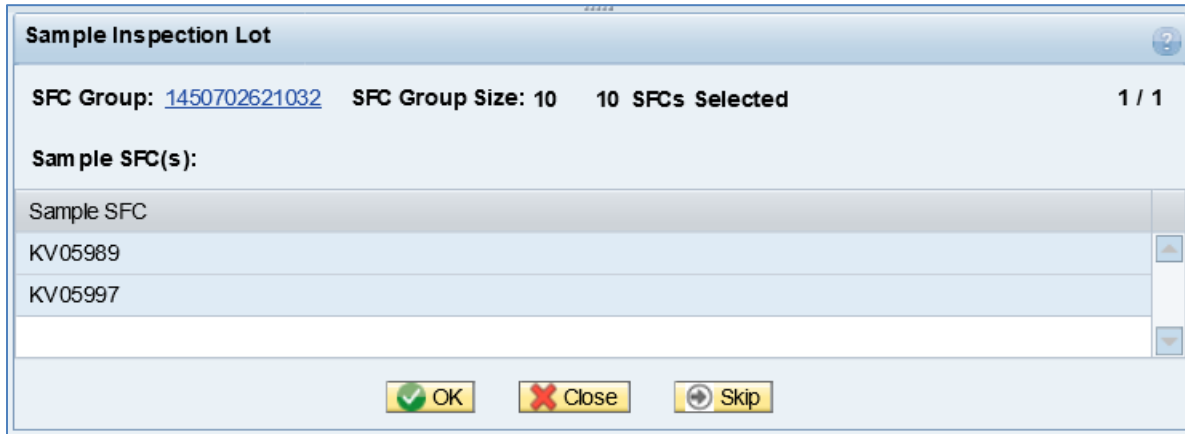 Sample Inspection Lot
?
SFC Group: 1450702621032 SFC Group Size: 10 10 SFCs Selected 1 / 1
Sample SFC(s):
Sample SFC
KV05989
KV05997
OK Close Skip